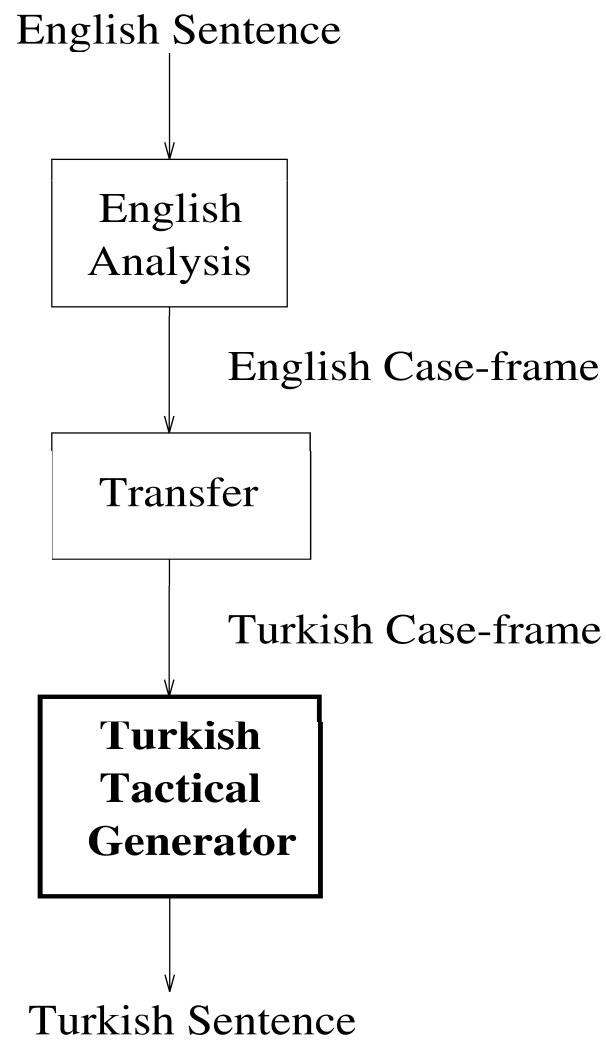 English Sentence
English
Analysis
English Case-frame
Transfer
Turkish Case-frame
Turkish
Tactical
Generator
Turkish Sentence